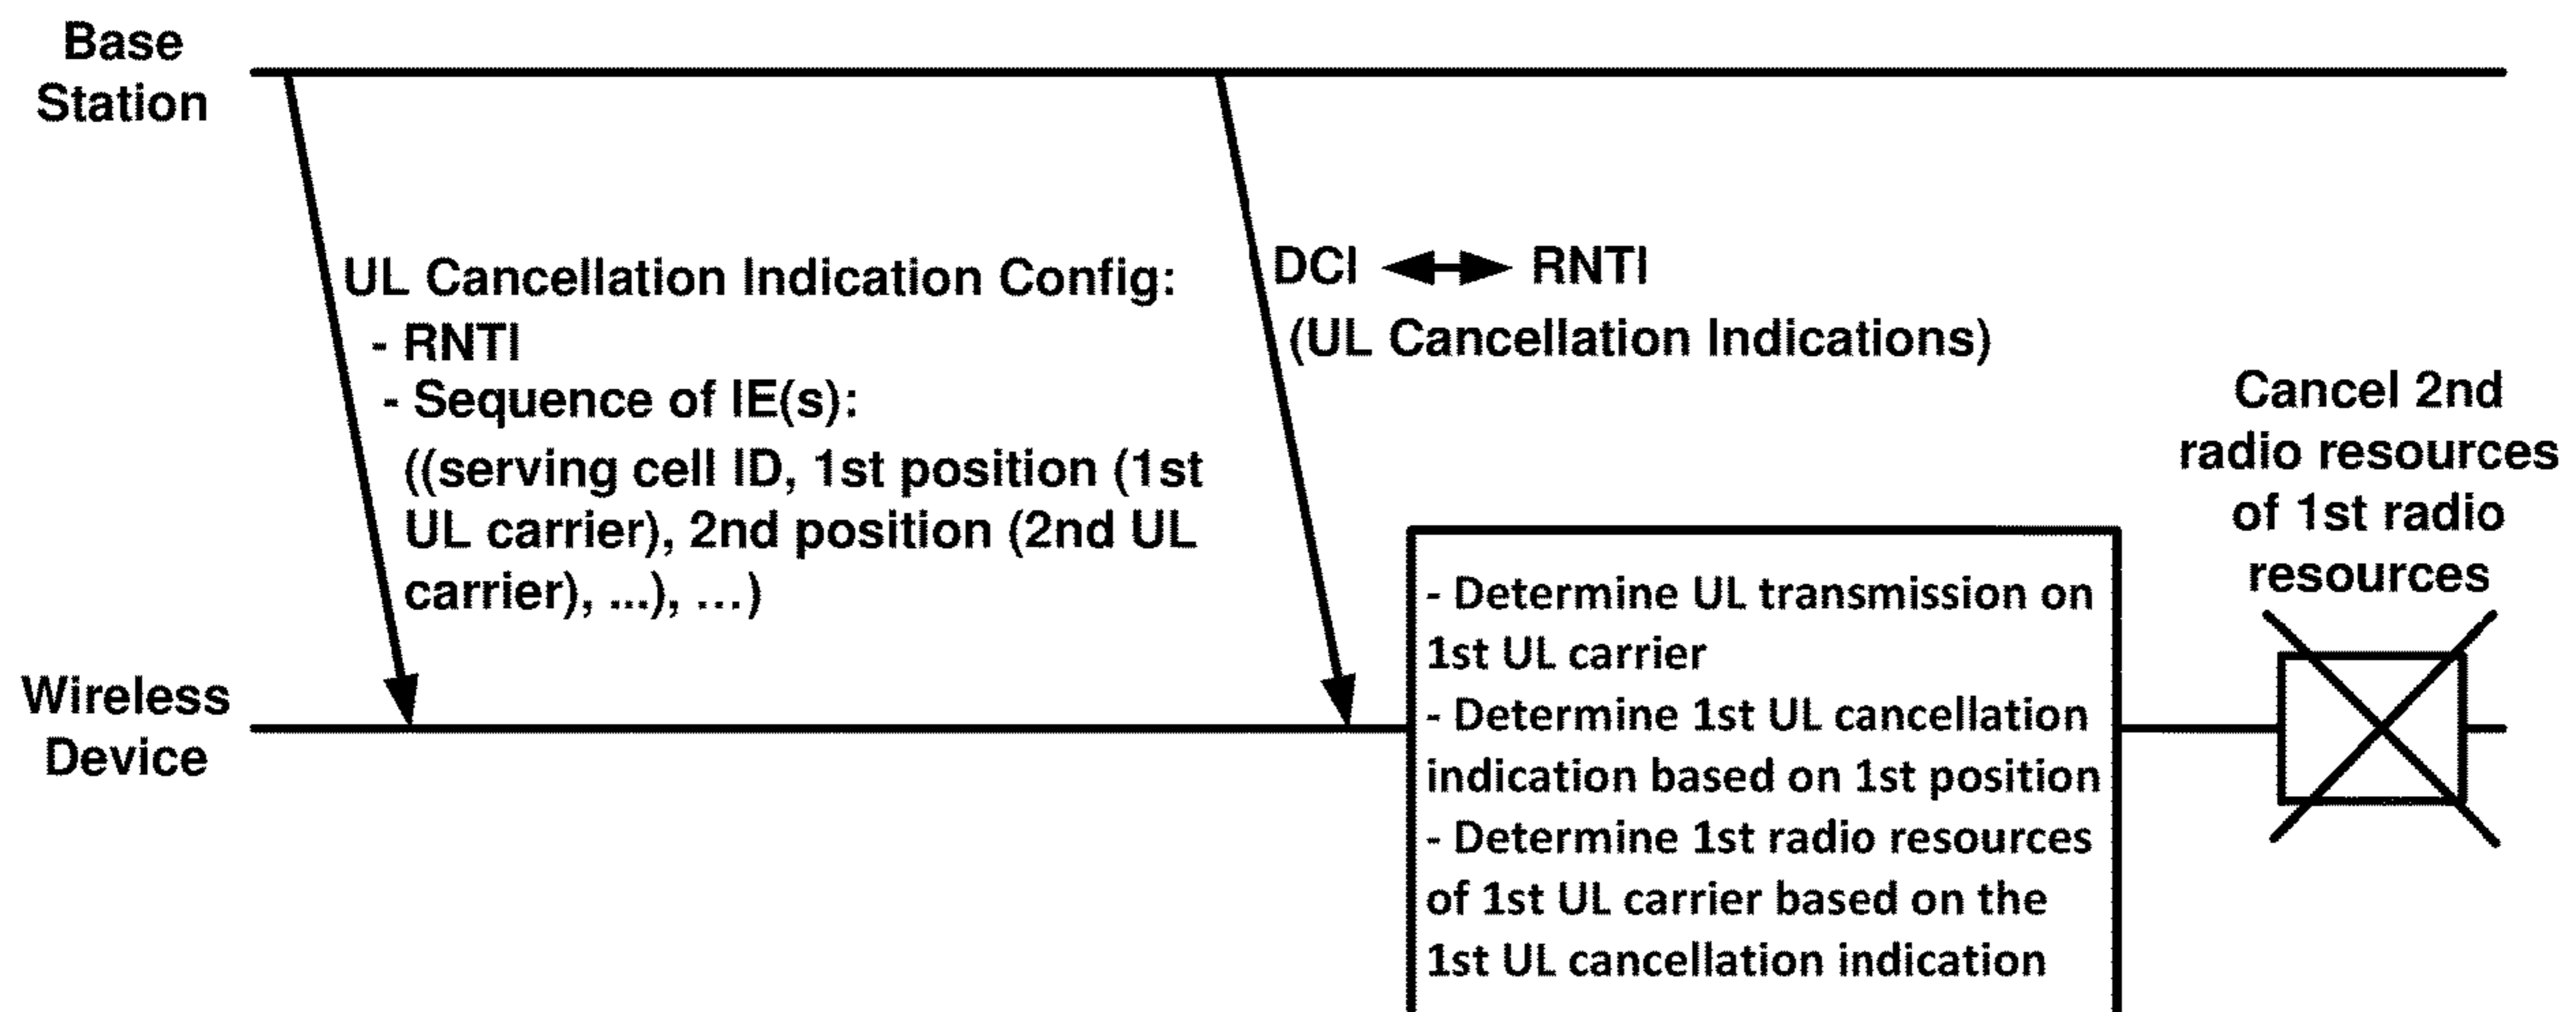 Base
Station
UL Cancellation Indication Config:
- RNTI
- Sequence of IE(s):
((serving cell ID, 1st position (1st
UL carrier), 2nd position (2nd UL
carrier), ...), ...)
DCI ↔ RNTI
(UL Cancellation Indications)
Cancel 2nd
radio resources
of 1st radio
resources
- Determine UL transmission on
1st UL carrier
- Determine 1st UL cancellation
indication based on 1st position
- Determine 1st radio resources
of 1st UL carrier based on the
1st UL cancellation indication
Wireless
Device